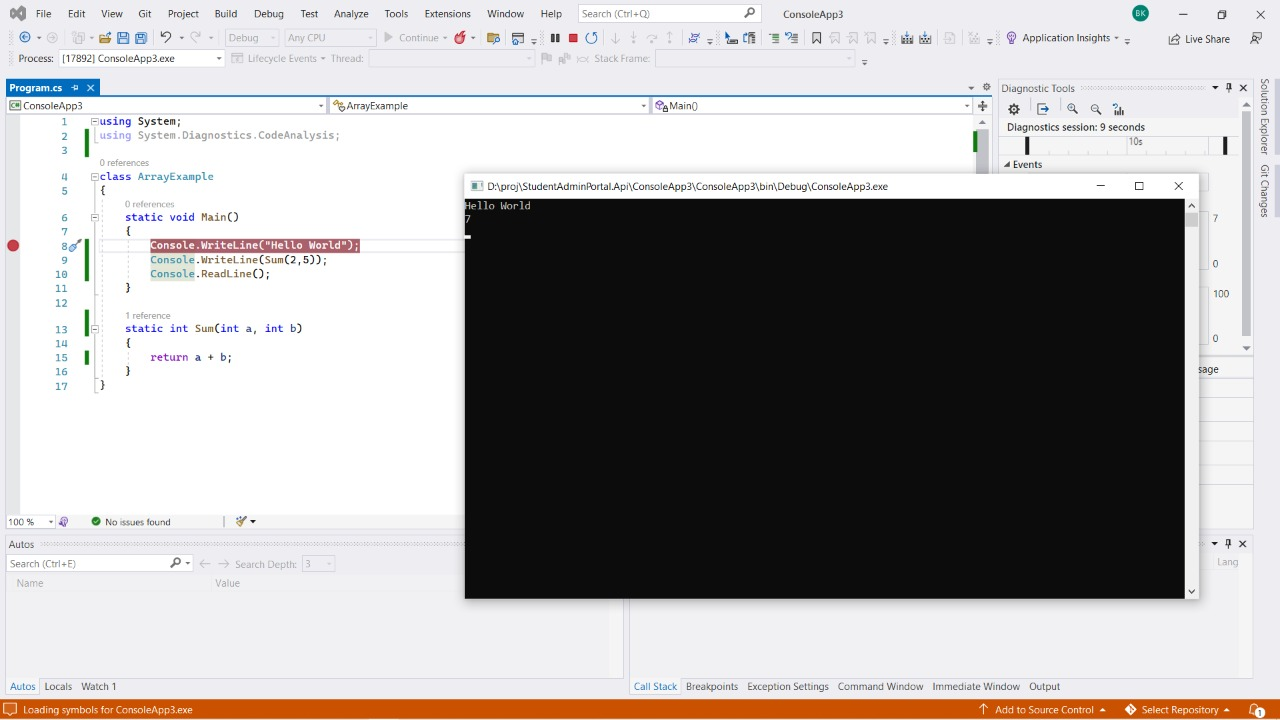 File Edit View Git Project Build Debug Test Analyze Tools Extensions Window Help Search (Ctrl+Q) ConsoleApp3 BK
Debug Any CPU Continue Application Insights Live Share
Process: [17892] ConsoleApp3.exe Lifecycle Events Thread: Stack Frame:
Program.cs
ConsoleApp3 ArrayExample Main()
1 using System;
2 using System.Diagnostics.CodeAnalysis;
3
0 references
4 class ArrayExample
5 {
0 references
6 static void Main()
7 {
8 Console.WriteLine("Hello World");
9 Console.WriteLine(Sum(2,5));
10 Console.ReadLine();
11 }
12
1 reference
13 static int Sum(int a, int b)
14 {
15 return a + b;
16 }
17 }
100 % No issues found
D:\proj\StudentAdminPortal.Api\ConsoleApp3\ConsoleApp3\bin\Debug\ConsoleApp3.exe
Hello World
7
Diagnostic Tools
Diagnostics session: 9 seconds
10s
Events
7
0
100
0
Solution Explorer
Git Changes
Autos
Search (Ctrl+E) Search Depth: 3
Name Value
Lang
Autos Locals Watch 1
Call Stack Breakpoints Exception Settings Command Window Immediate Window Output
Loading symbols for ConsoleApp3.exe Add to Source Control Select Repository 1